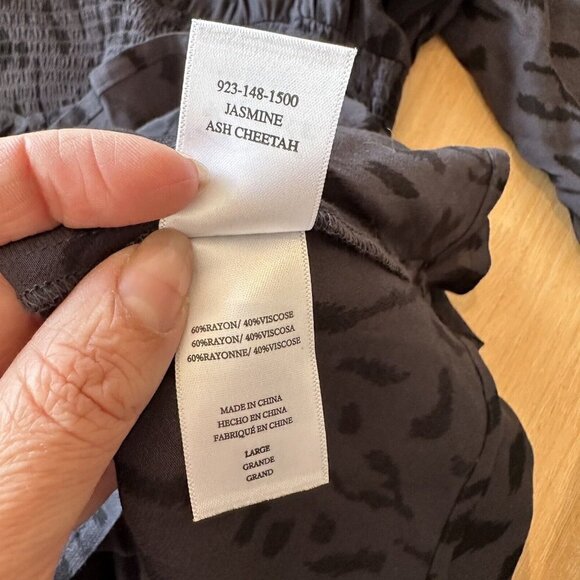 923-148-1500
JASMINE
ASH CHEETAH
60%RAYON/ 40%VISCOSE
60%RAYON/ 40%VISCOSA
60%RAYONNE/ 40%VISCOSE
MADE IN CHINA
HECHO EN CHINA
FABRIQUÉ EN CHINE
LARGE
GRANDE
GRAND